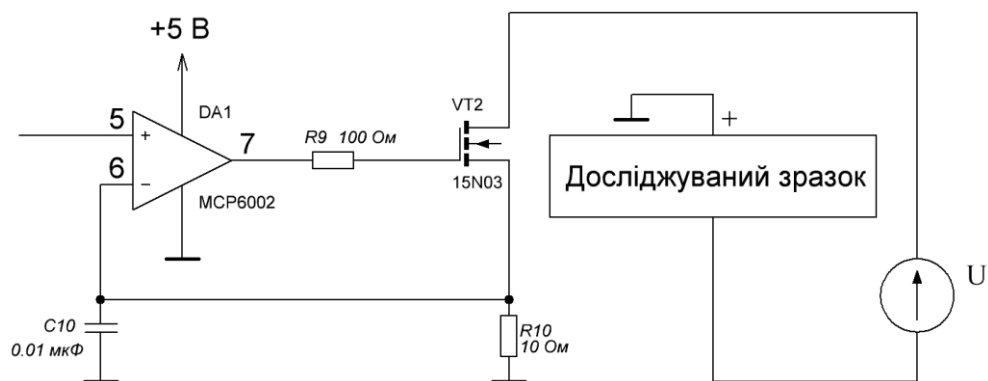 +5 В
DA1
5
+
7
R9 100 Ом
VT2
+
6
−
MCP6002
15N03
Досліджуваний зразок
U
C10
0.01 мкФ
R10
10 Ом